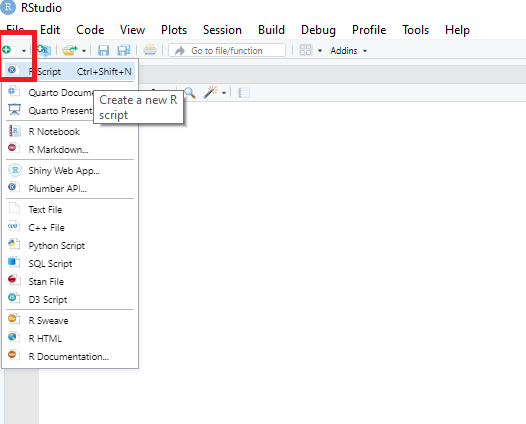 RStudio
File Edit Code View Plots Session Build Debug Profile Tools Help
Go to file/function Addins
R Script Ctrl+Shift+N
Quarto Docum
Create a new R
script
Quarto Present
R Notebook
R Markdown...
Shiny Web App...
Plumber API...
Text File
C++ File
Python Script
SQL Script
Stan File
D3 Script
R Sweave
R HTML
R Documentation...